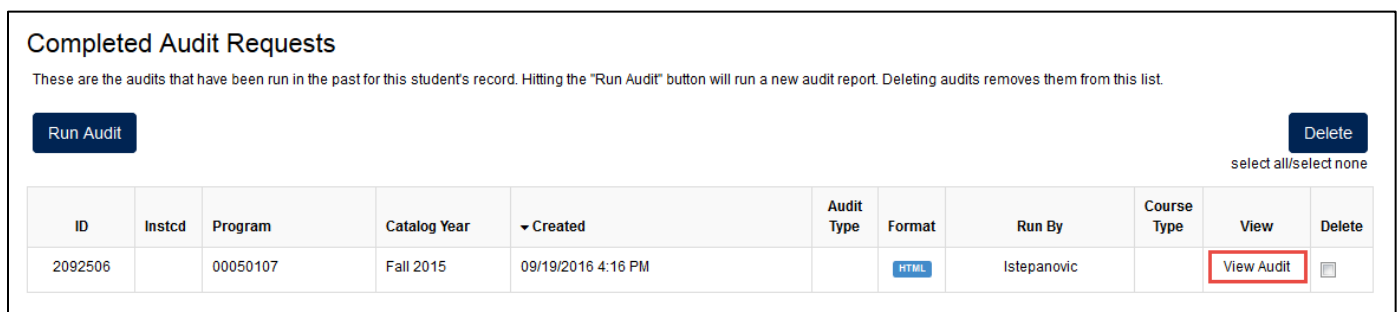 Completed Audit Requests
These are the audits that have been run in the past for this student's record. Hitting the "Run Audit" button will run a new audit report. Deleting audits removes them from this list.
Run Audit
Delete
select all/select none
ID Instcd Program Catalog Year Created Audit Type Format Run By Course Type View Delete
2092506 00050107 Fall 2015 09/19/2016 4:16 PM HTML Istepanovic View Audit